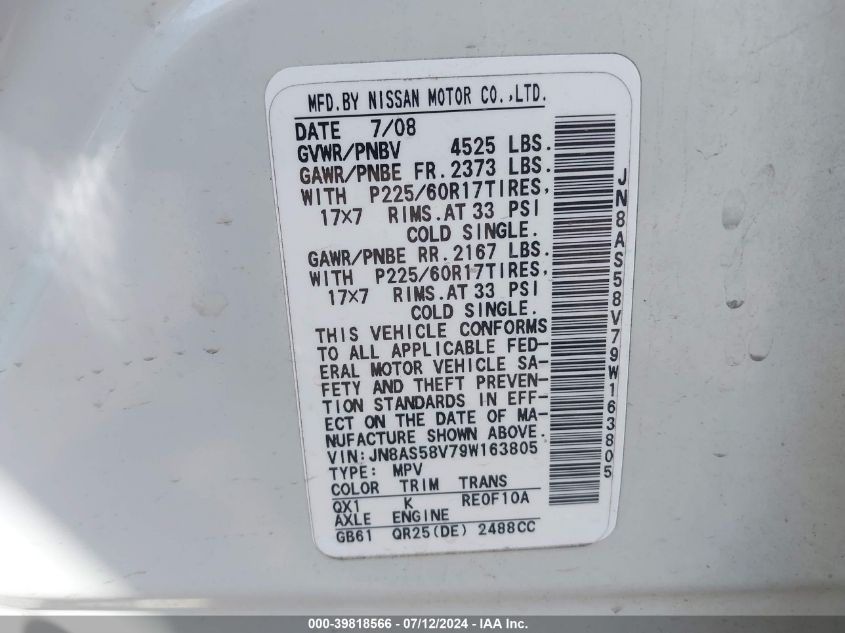 MFD.BY NISSAN MOTOR CO.,LTD.
DATE 7/08
GVWR/PNBV 4525 LBS.
GAWR/PNBE FR.2373 LBS.
WITH P225/60R17TIRES,
17×7 RIMS.AT 33 PSI
COLD SINGLE.
GAWR/PNBE RR.2167 LBS.
WITH P225/60R17TIRES,
17×7 RIMS.AT 33 PSI
COLD SINGLE.
THIS VEHICLE CONFORMS
TO ALL APPLICABLE FED-
ERAL MOTOR VEHICLE SA-
FETY AND THEFT PREVEN-
TION STANDARDS IN EFF-
ECT ON THE DATE OF MA-
NUFACTURE SHOWN ABOVE.
VIN:JN8AS58V79W163805
TYPE: MPV
COLOR TRIM TRANS
QX1 K RE0F10A
AXLE ENGINE
GB61 QR25(DE) 2488CC
JN8AS58V79W163805
000-39818566 - 07/12/2024 - IAA Inc.